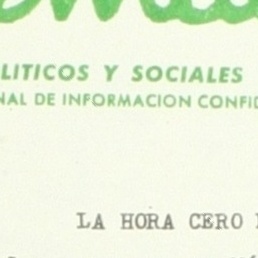 LITICOS Y SOCIALES
NAL DE INFORMACION CONFID
LA HORA CERO